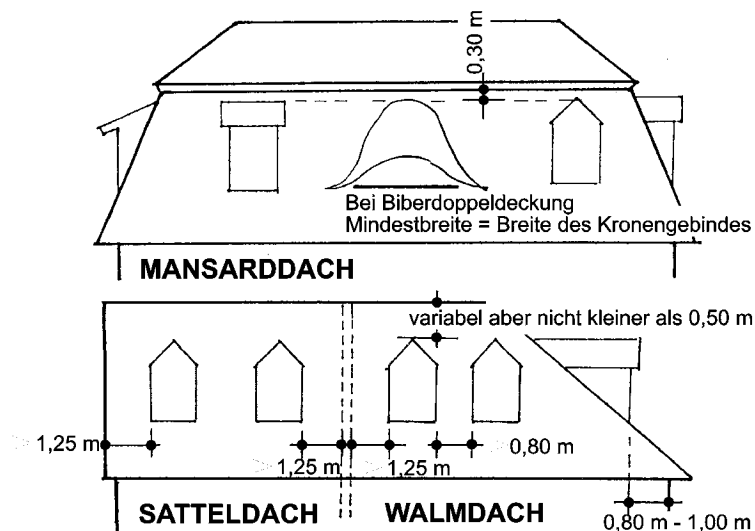 0,30 m
Bei Biberdoppeldeckung
Mindestbreite = Breite des Kronengebindes
MANSARDDACH
variabel aber nicht kleiner als 0,50 m
> 1,25 m
> 1,25 m
> 1,25 m
> 0,80 m
SATTELDACH
WALMDACH
0,80 m - 1,00 m